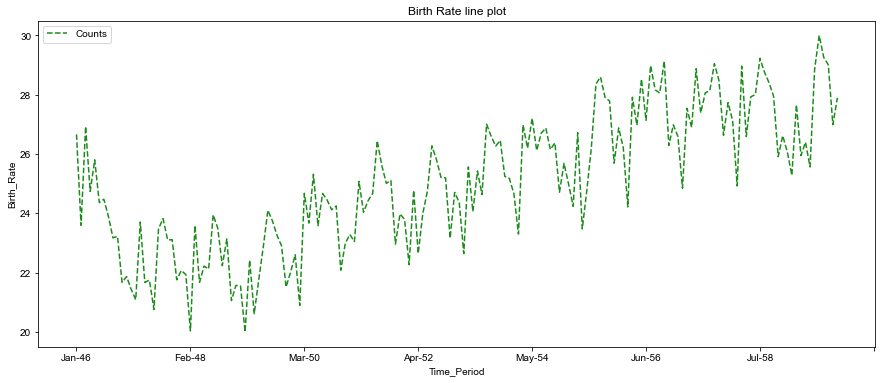 Birth Rate line plot
Counts
Birth_Rate
30
28
26
24
22
20
Jan-46 Feb-48 Mar-50 Apr-52 May-54 Jun-56 Jul-58
Time_Period